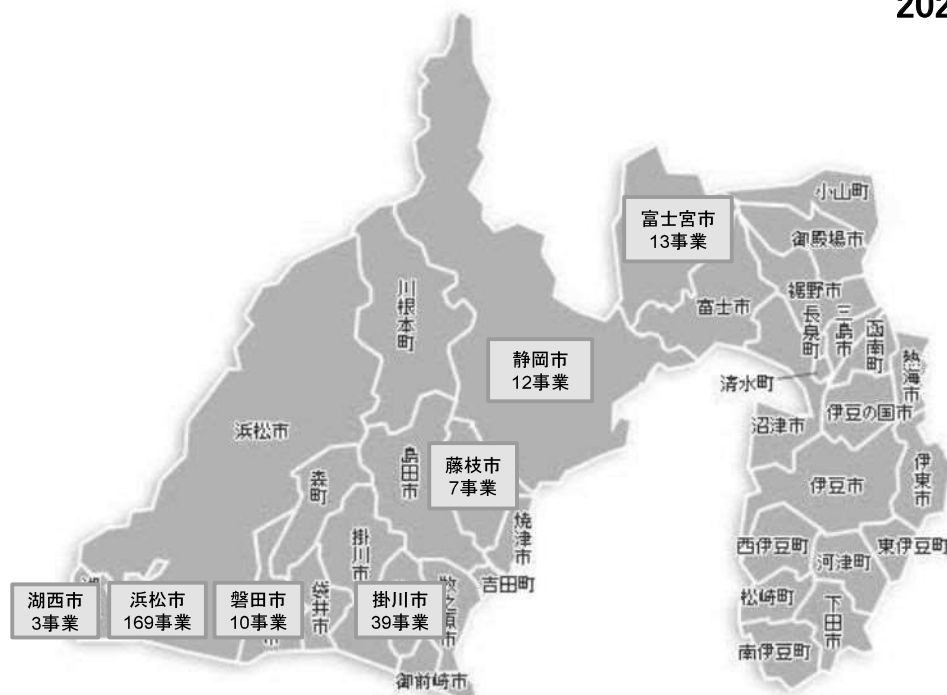 202
小山町
富士宮市
13事業
御殿場市
裾野市
川根本町
富士市
長泉町
三島市
函南町
熱海市
静岡市
12事業
清水町
伊豆の国市
沼津市
浜松市
島田市
藤枝市
7事業
森町
伊豆市
伊東市
焼津市
掛川市
西伊豆町
河津町
東伊豆町
吉田町
湖西市
3事業
浜松市
169事業
磐田市
10事業
袋井市
掛川市
39事業
松崎町
下田市
南伊豆町
御前崎市